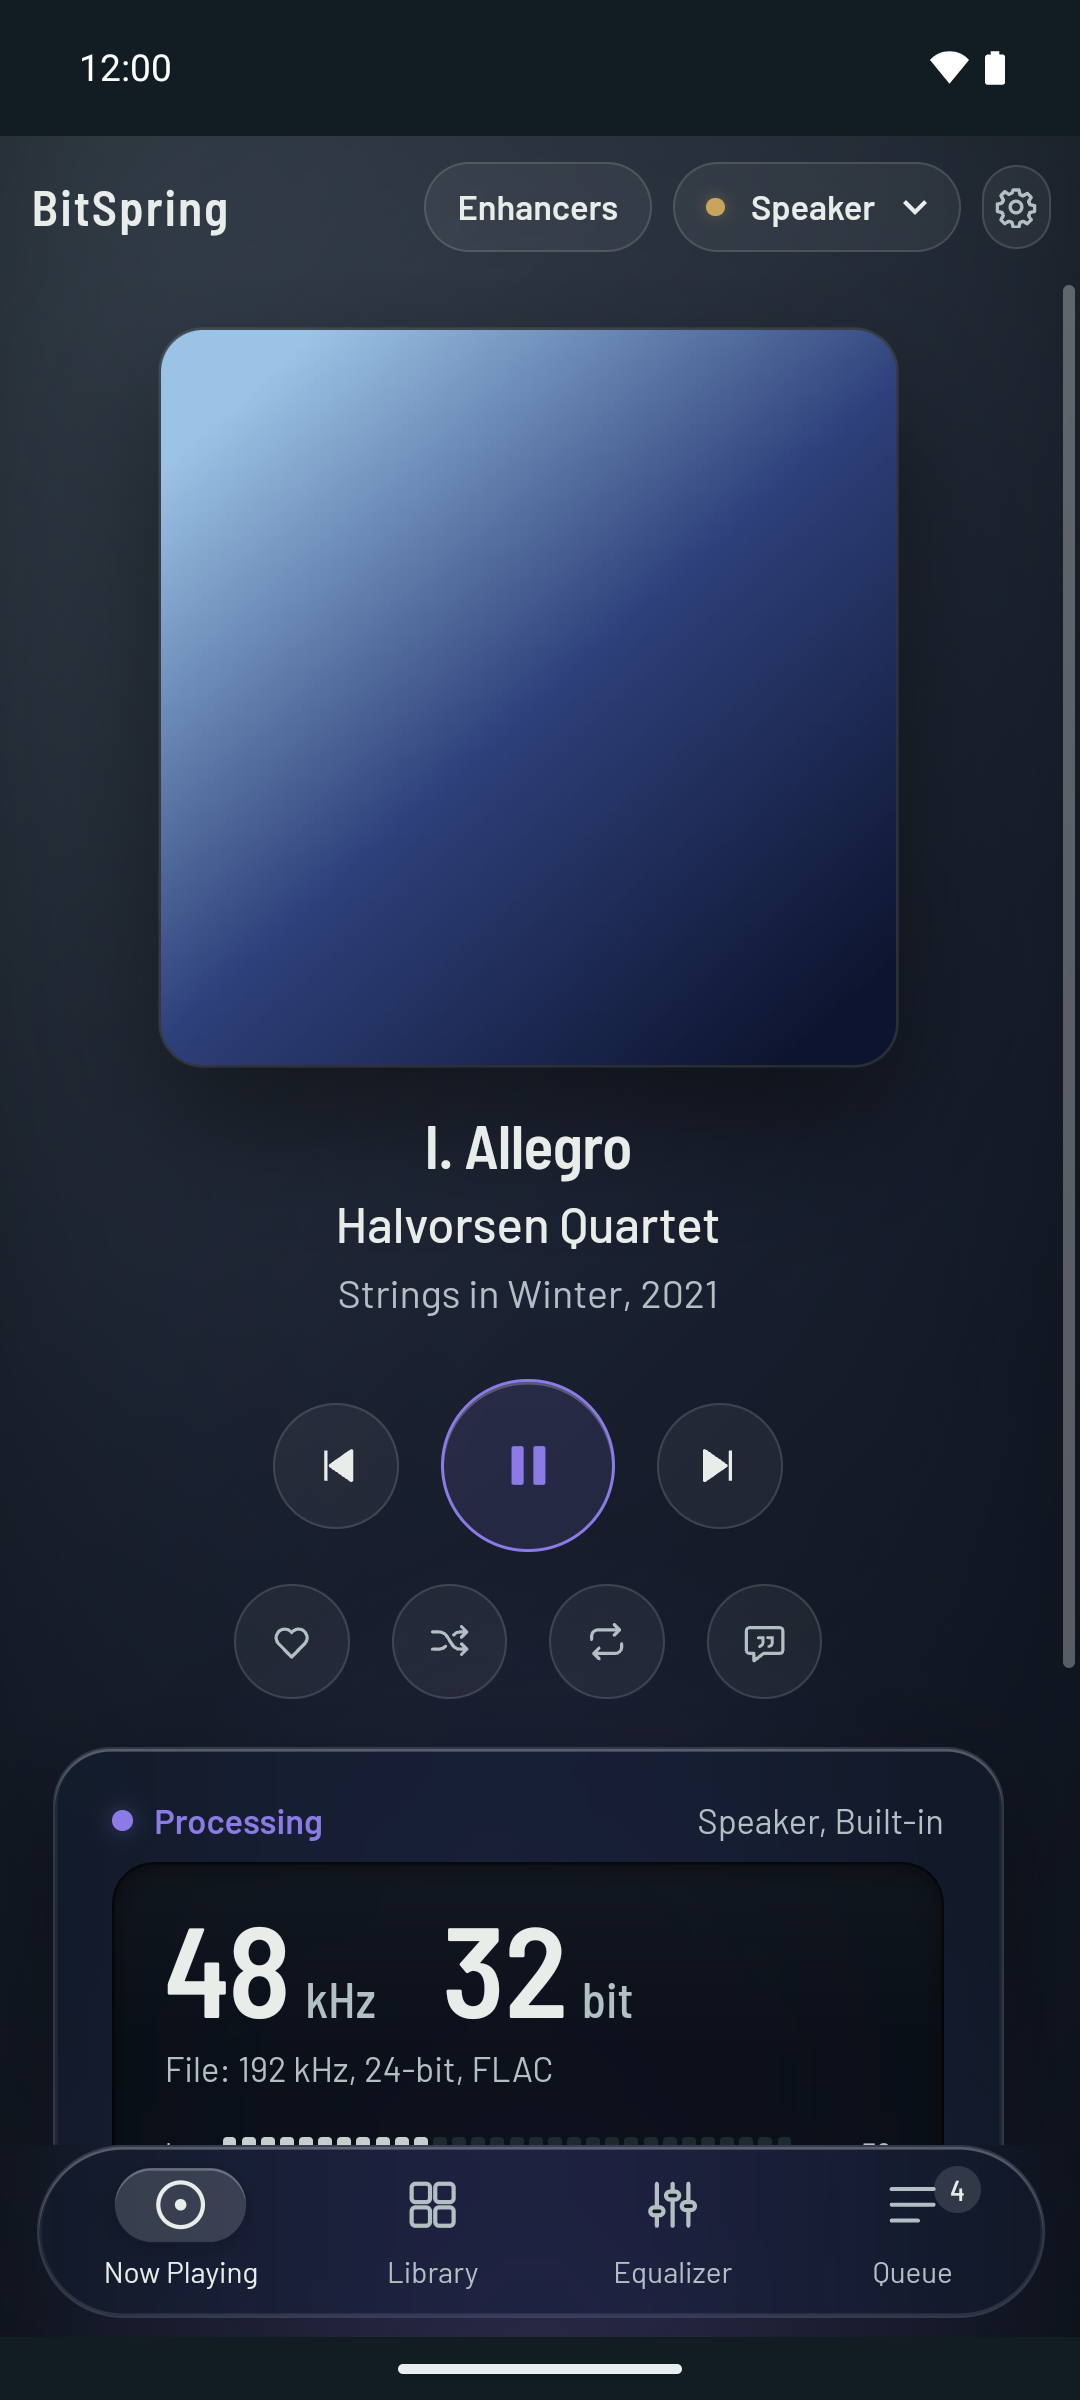 12:00
BitSpring
Enhancers
Speaker
I. Allegro
Halvorsen Quartet
Strings in Winter, 2021
Processing
Speaker, Built-in
48 kHz 32 bit
File: 192 kHz, 24-bit, FLAC
4
Now Playing
Library
Equalizer
Queue